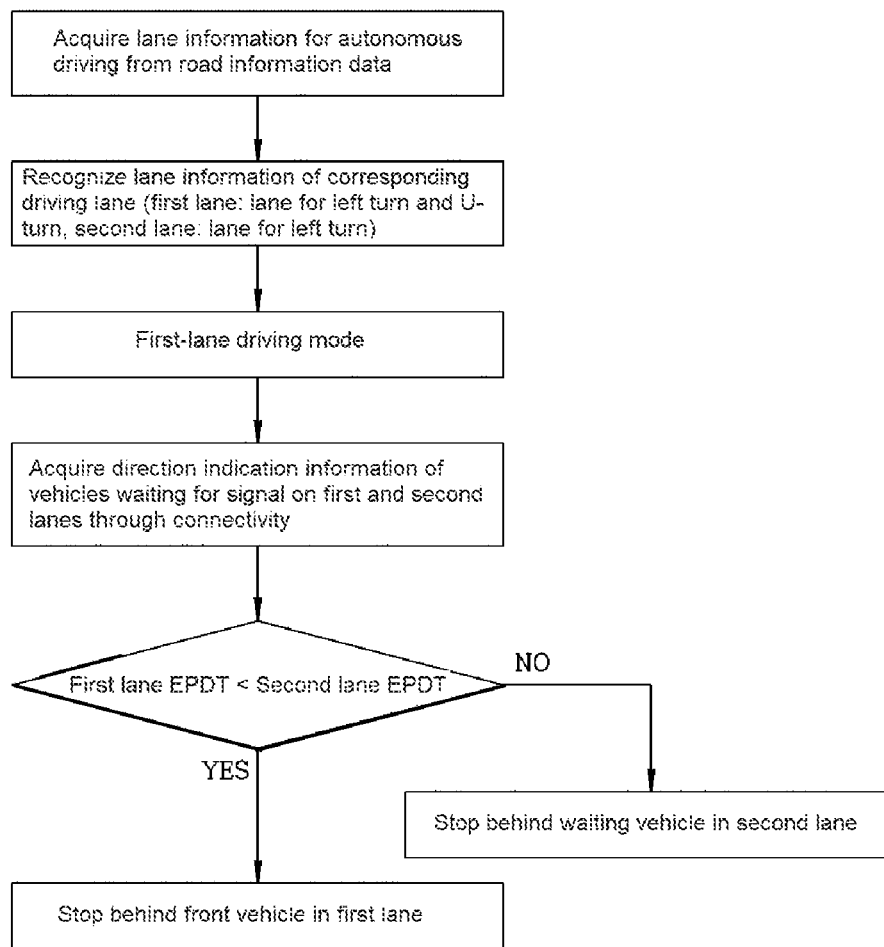 Acquire lane information for autonomous
driving from road information data
Recognize lane information of corresponding
driving lane (first lane: lane for left turn and U-
turn, second lane: lane for left turn)
First-lane driving mode
Acquire direction indication information of
vehicles waiting for signal on first and second
lanes through connectivity
First lane EPDT < Second lane EPDT
NO
YES
Stop behind waiting vehicle in second lane
Stop behind front vehicle in first lane